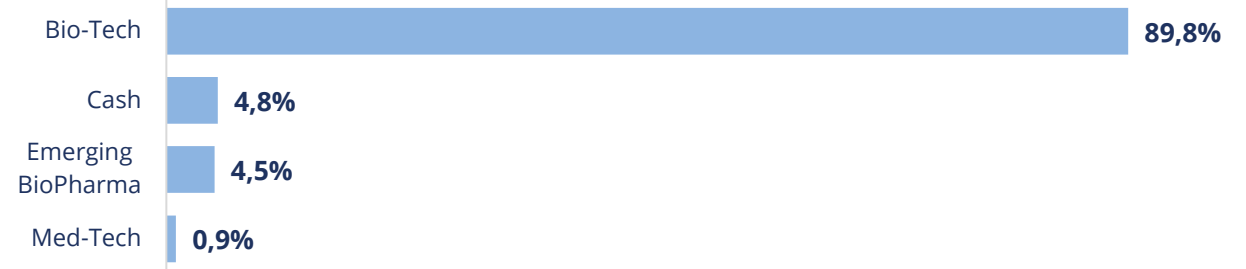 Bio-Tech 89,8%
Cash 4,8%
Emerging
BioPharma 4,5%
Med-Tech 0,9%